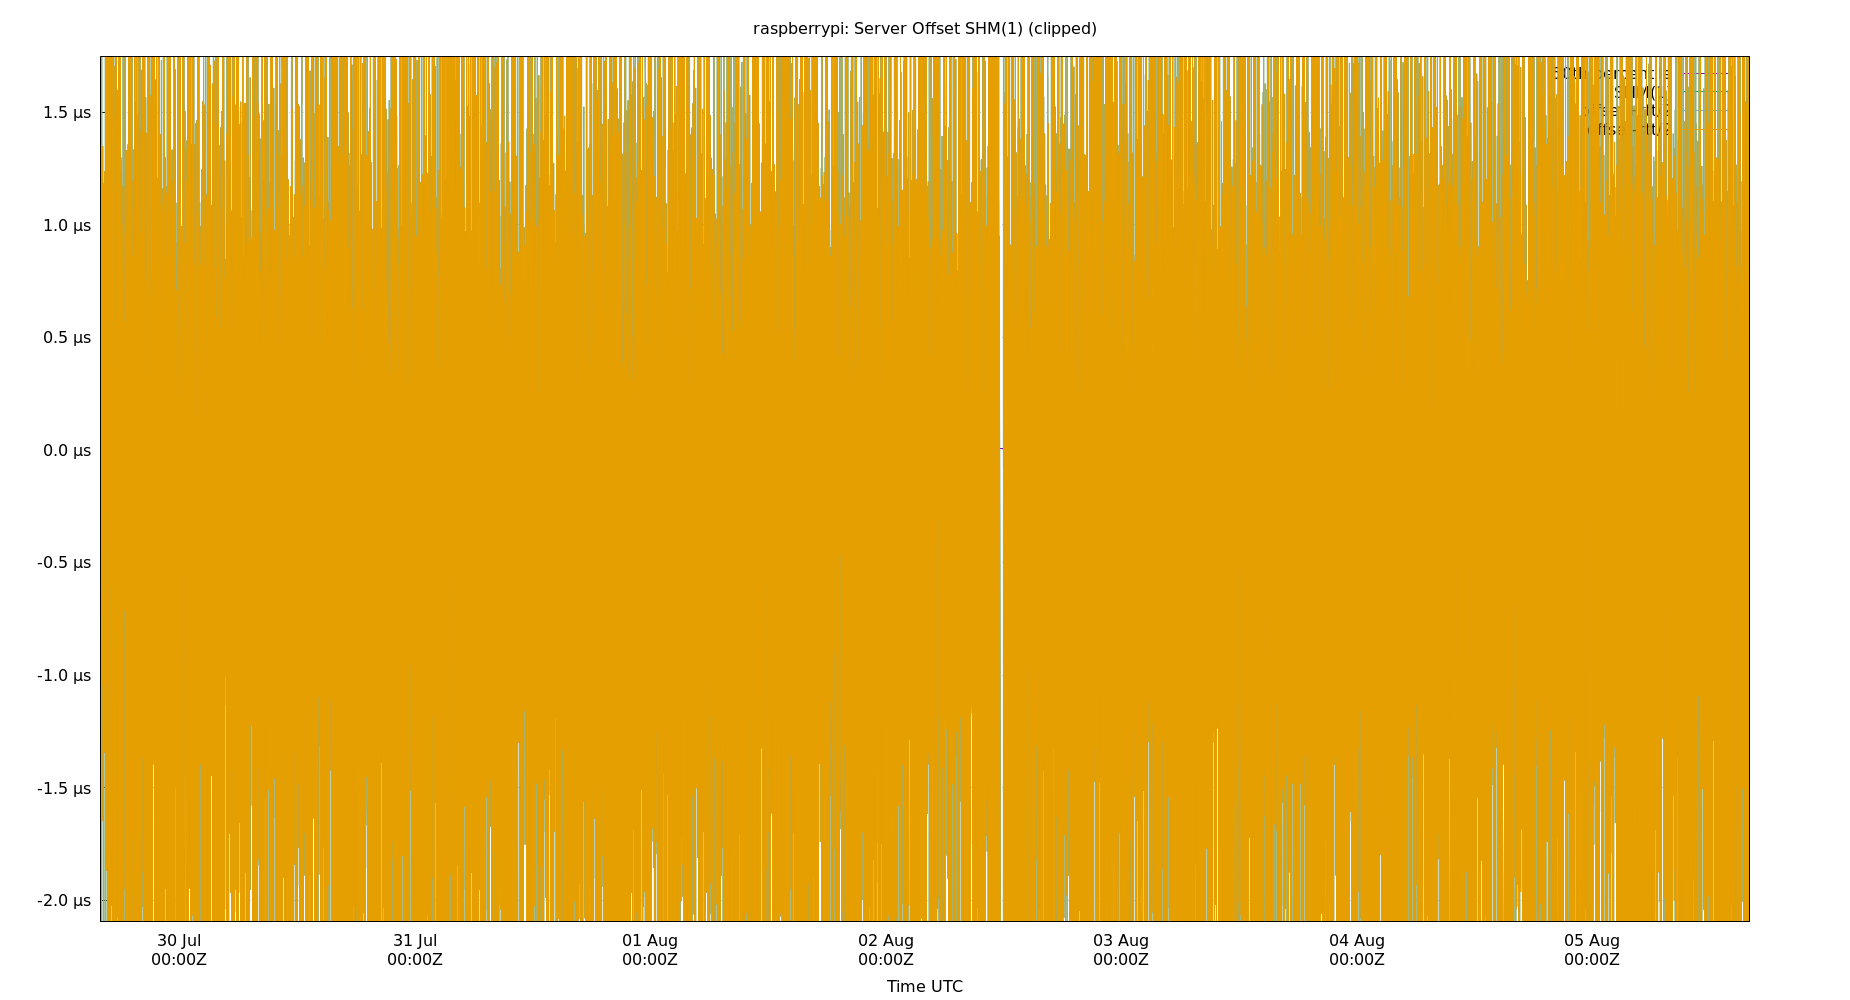 raspberrypi: Server Offset SHM(1) (clipped)
1.5 µs
1.0 µs
0.5 µs
0.0 µs
-0.5 µs
-1.0 µs
-1.5 µs
-2.0 µs
30 Jul
00:00Z
31 Jul
00:00Z
01 Aug
00:00Z
02 Aug
00:00Z
03 Aug
00:00Z
04 Aug
00:00Z
05 Aug
00:00Z
Time UTC